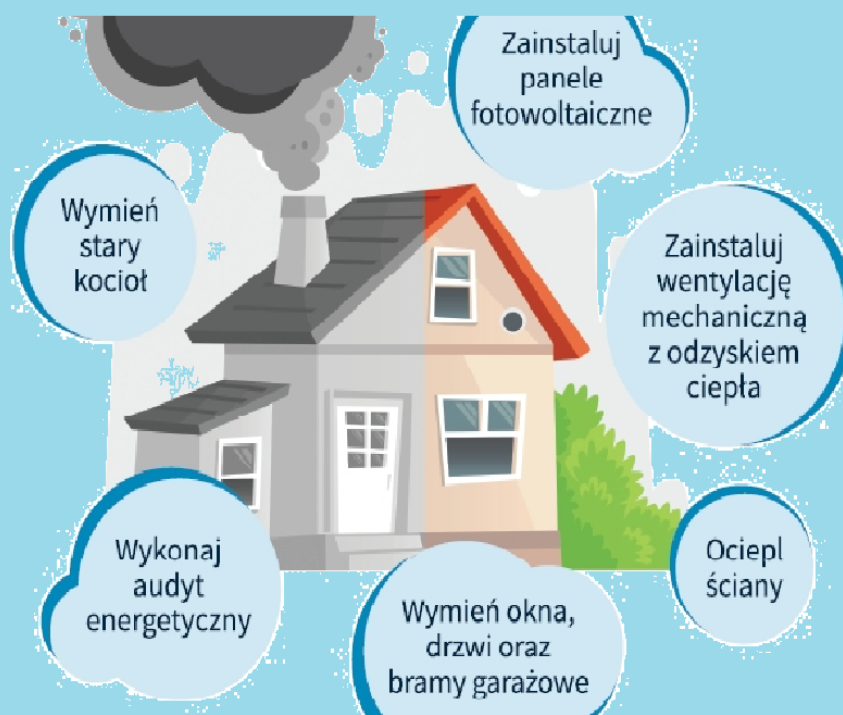 Zainstaluj
panele
fotowoltaiczne
Wymień
stary
kocioł
Zainstaluj
wentylację
mechaniczną
z odzyskiem
ciepła
Wykonaj
audyt
energetyczny
Wymień okna,
drzwi oraz
bramy garażowe
Ociepl
ściany